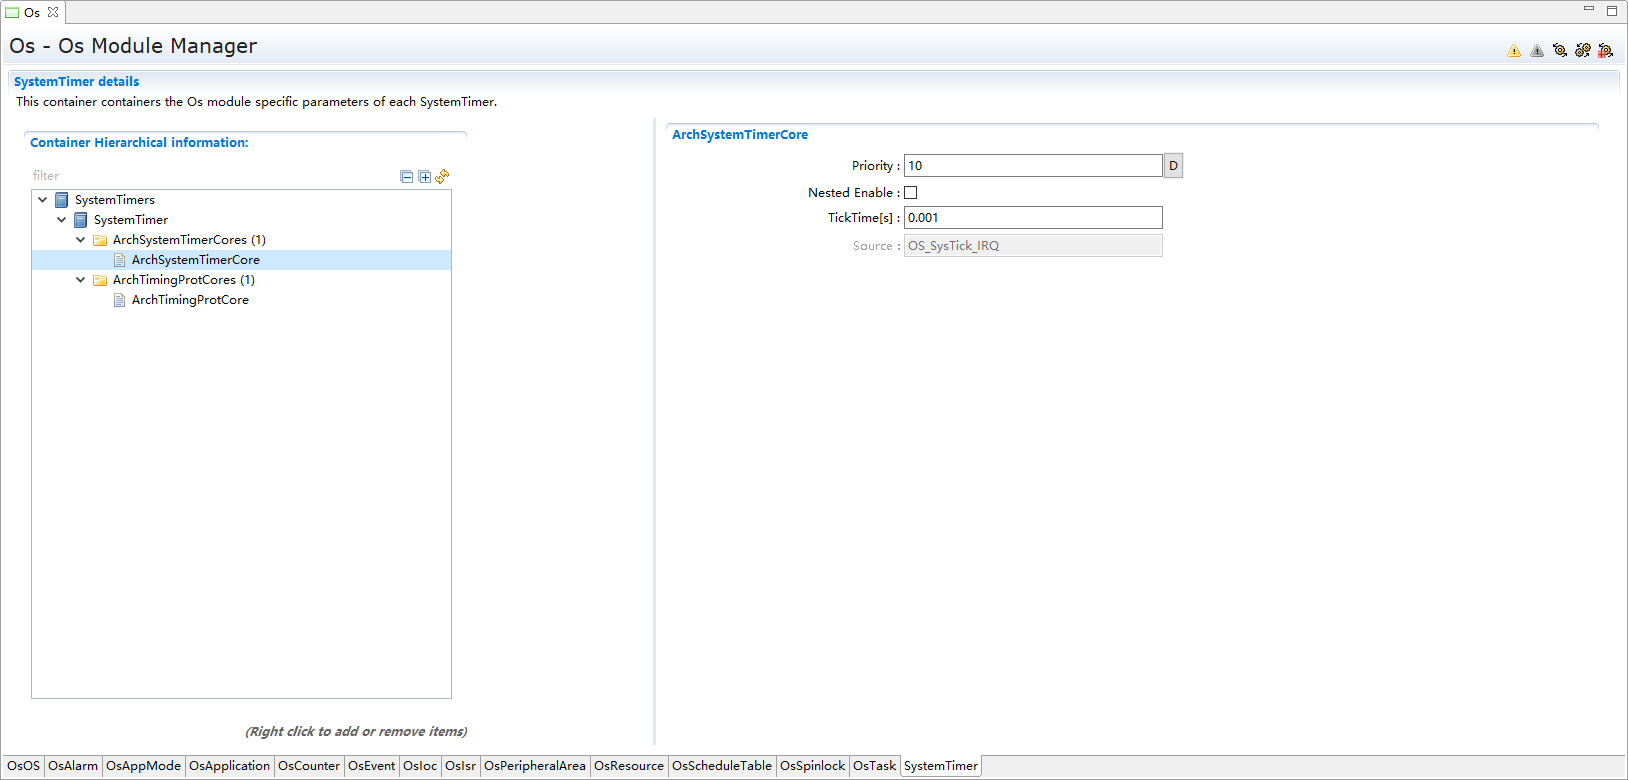 Os
Os - Os Module Manager
SystemTimer details
This container containers the Os module specific parameters of each SystemTimer.
Container Hierarchical information:
filter
SystemTimers
SystemTimer
ArchSystemTimerCores (1)
ArchSystemTimerCore
ArchTimingProtCores (1)
ArchTimingProtCore
(Right click to add or remove items)
ArchSystemTimerCore
Priority : 10 D
Nested Enable :
TickTime[s] : 0.001
Source : OS_SysTick_IRQ
OsOS OsAlarm OsAppMode OsApplication OsCounter OsEvent OsIoc OsIsr OsPeripheralArea OsResource OsScheduleTable OsSpinlock OsTask SystemTimer